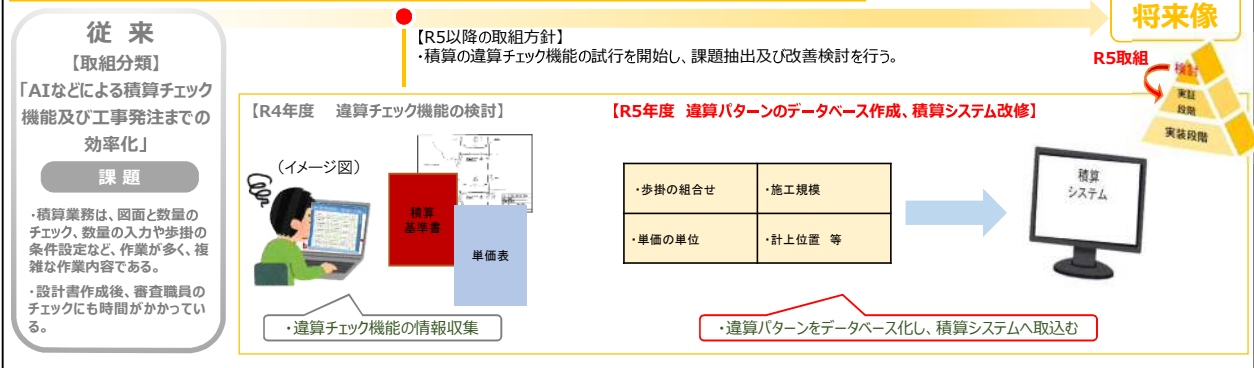 従 来
【取組分類】
「AIなどによる積算チェック
機能及び工事発注までの
効率化」
課 題
・積算業務は、図面と数量の
チェック、数量の入力や歩掛の
条件設定など、作業が多く、複
雑な作業内容である。
・設計書作成後、審査職員の
チェックにも時間がかかってい
る。
【R5以降の取組方針】
・積算の違算チェック機能の試行を開始し、課題抽出及び改善検討を行う。
将来像
R5取組
検討
実証
段階
実装段階
【R4年度 違算チェック機能の検討】
（イメージ図）
積算
基準書
単価表
・違算チェック機能の情報収集
【R5年度 違算パターンのデータベース作成、積算システム改修】
・歩掛の組合せ
・施工規模
・単価の単位
・計上位置 等
積算
システム
・違算パターンをデータベース化し、積算システムへ取込む